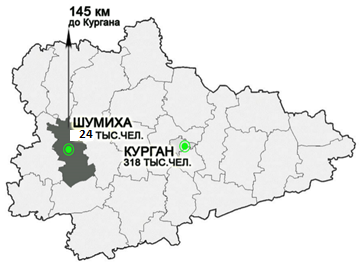 145 км
до Кургана
ШУМИХА
24 ТЫС.ЧЕЛ.
КУРГАН
318 ТЫС.ЧЕЛ.